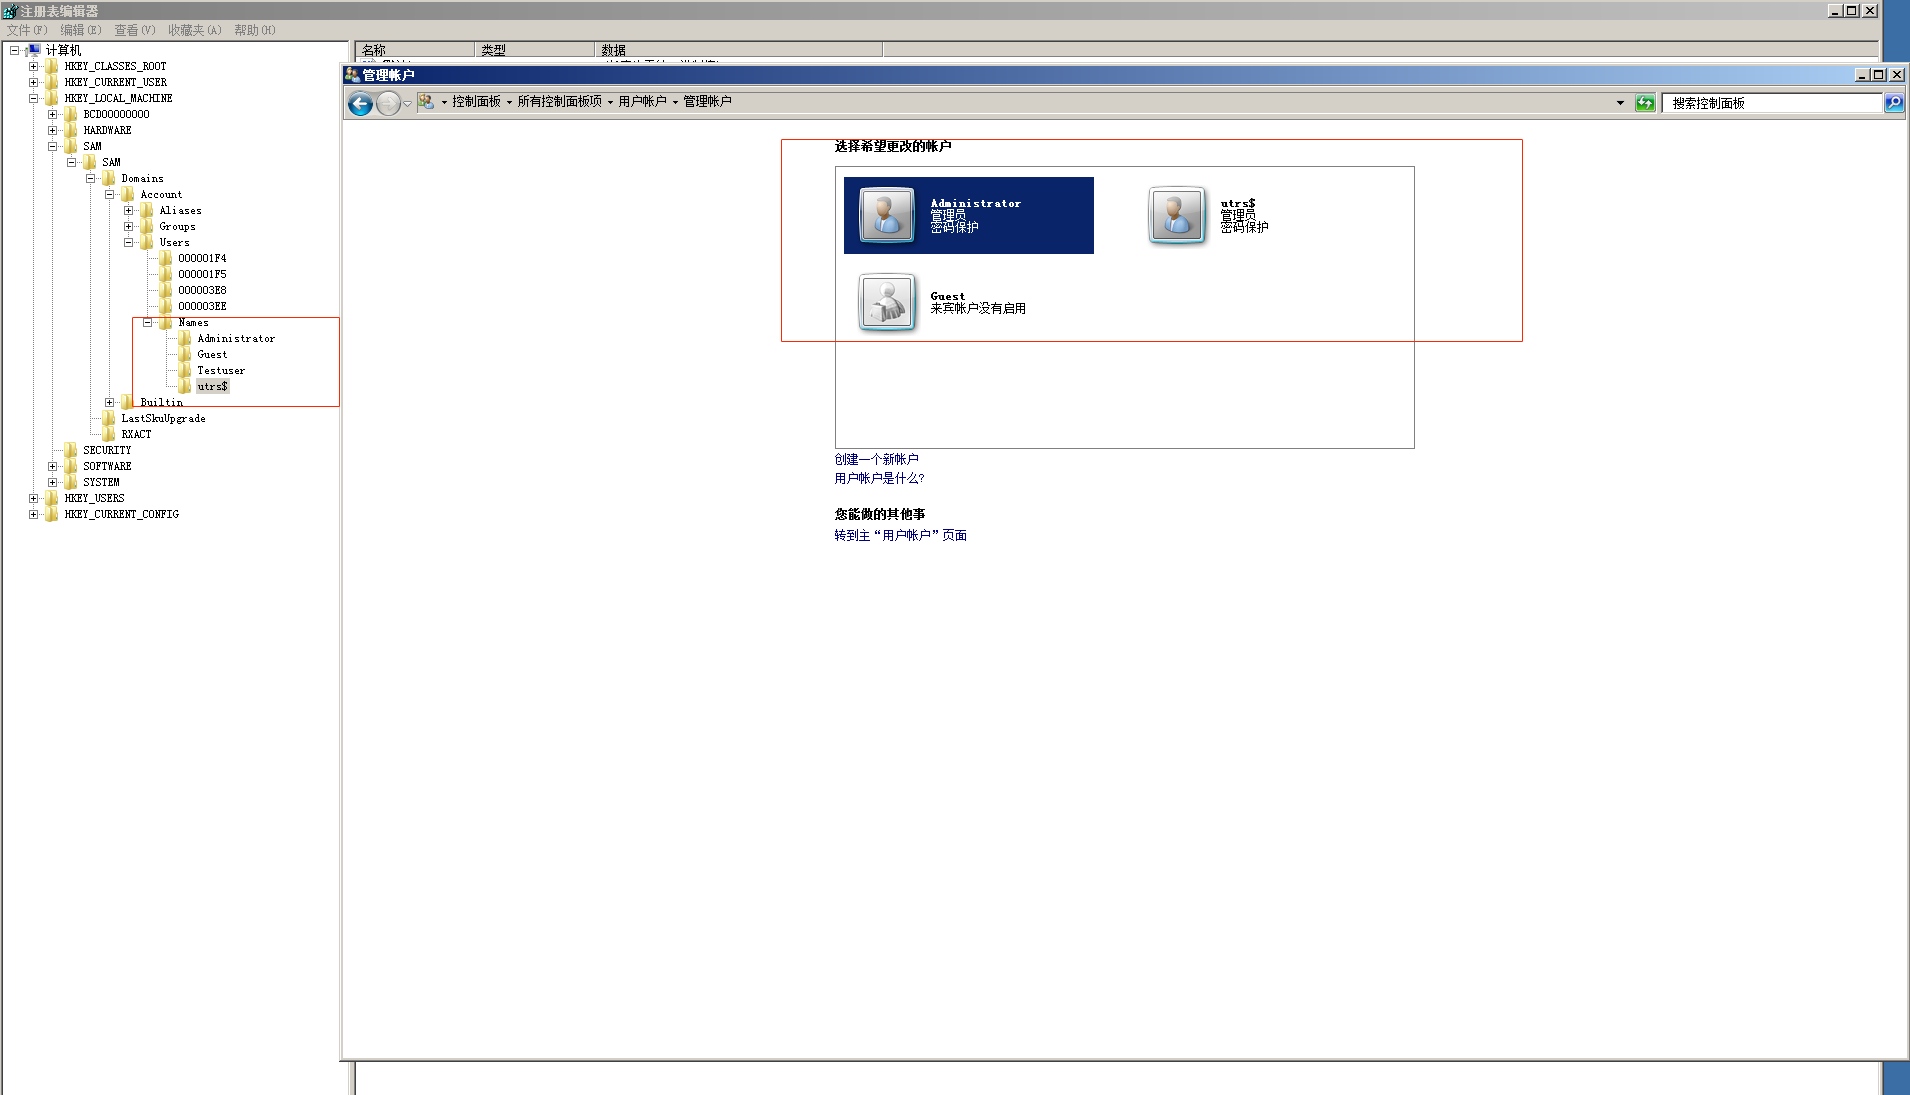 注册表编辑器
文件(F) 编辑(E) 查看(V) 收藏夹(A) 帮助(H)
计算机
HKEY_CLASSES_ROOT
HKEY_CURRENT_USER
HKEY_LOCAL_MACHINE
BCD00000000
HARDWARE
SAM
SAM
Domains
Account
Aliases
Groups
Users
000001F4
000001F5
000003E8
000003EE
Names
Administrator
Guest
Testuser
utrs$
Builtin
LastSkuUpgrade
RXACT
SECURITY
SOFTWARE
SYSTEM
HKEY_USERS
HKEY_CURRENT_CONFIG
名称 类型 数据
管理帐户
控制面板 所有控制面板项 用户帐户 管理帐户
搜索控制面板
选择希望更改的帐户
Administrator
管理员
密码保护
utrs$
管理员
密码保护
Guest
来宾帐户没有启用
创建一个新帐户
用户帐户是什么?
您能做的其他事
转到主“用户帐户”页面